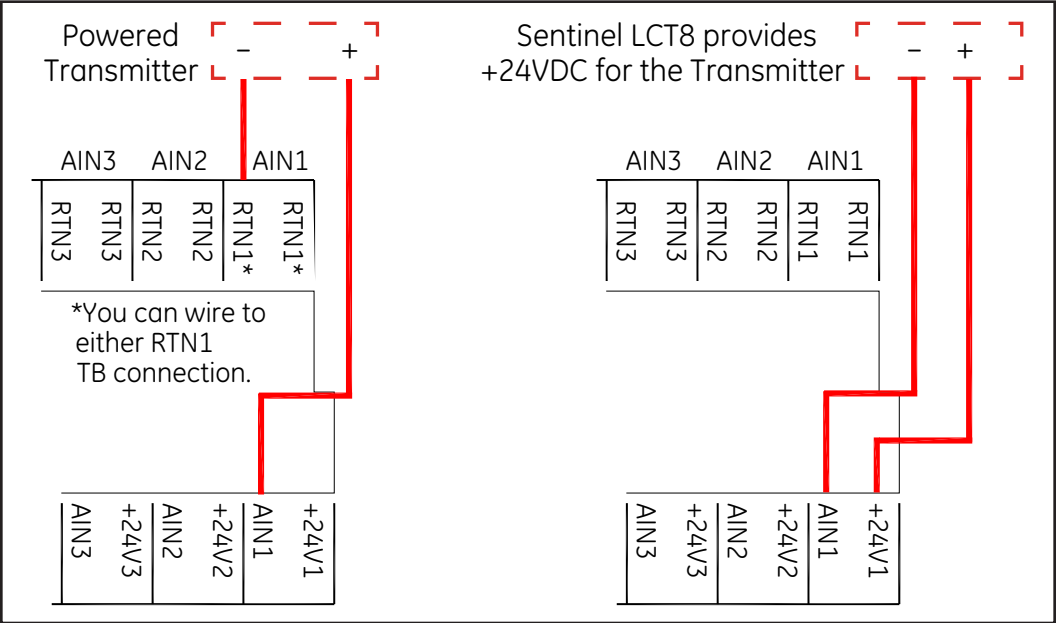 Powered
Transmitter
- +
AIN3 AIN2 AIN1
RTN3 RTN3 RTN2 RTN2 RTN1* RTN1*
*You can wire to
either RTN1
TB connection.
AIN3 +24V3 AIN2 +24V2 AIN1 +24V1
Sentinel LCT8 provides
+24VDC for the Transmitter
- +
AIN3 AIN2 AIN1
RTN3 RTN3 RTN2 RTN2 RTN1 RTN1
AIN3 +24V3 AIN2 +24V2 AIN1 +24V1